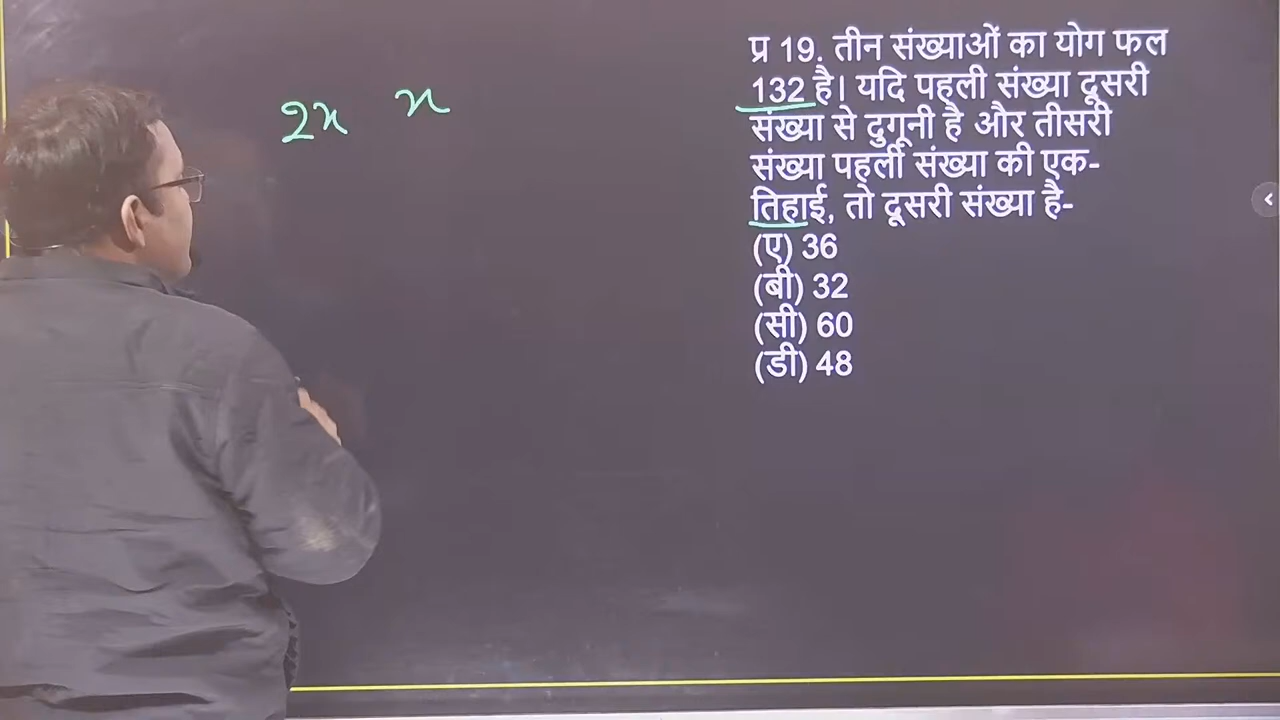 2x x
प्र 19. तीन संख्याओं का योग फल
132 है। यदि पहली संख्या दूसरी
संख्या से दुगूनी है और तीसरी
संख्या पहली संख्या की एक-
तिहाई, तो दूसरी संख्या है-
(ए) 36
(बी) 32
(सी) 60
(डी) 48